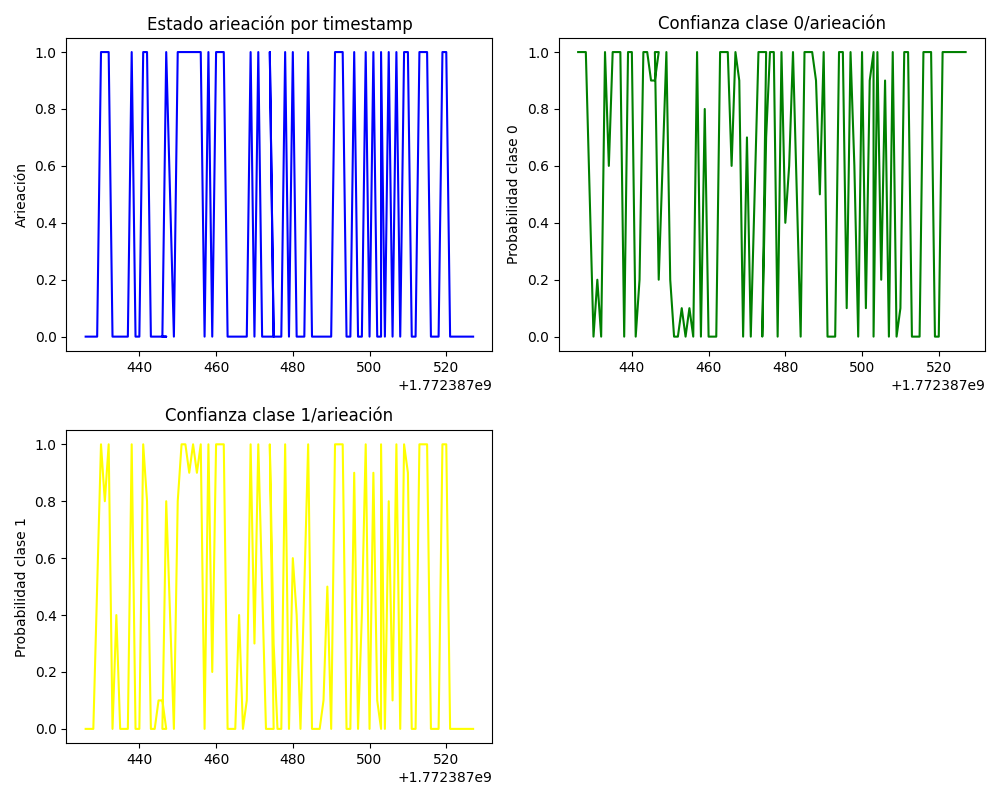 Estado arieación por timestamp
Arieación
1.0
0.8
0.6
0.4
0.2
0.0
440 460 480 500 520
+1.772387e9
Confianza clase 0/arieación
Probabilidad clase 0
1.0
0.8
0.6
0.4
0.2
0.0
440 460 480 500 520
+1.772387e9
Confianza clase 1/arieación
Probabilidad clase 1
1.0
0.8
0.6
0.4
0.2
0.0
440 460 480 500 520
+1.772387e9